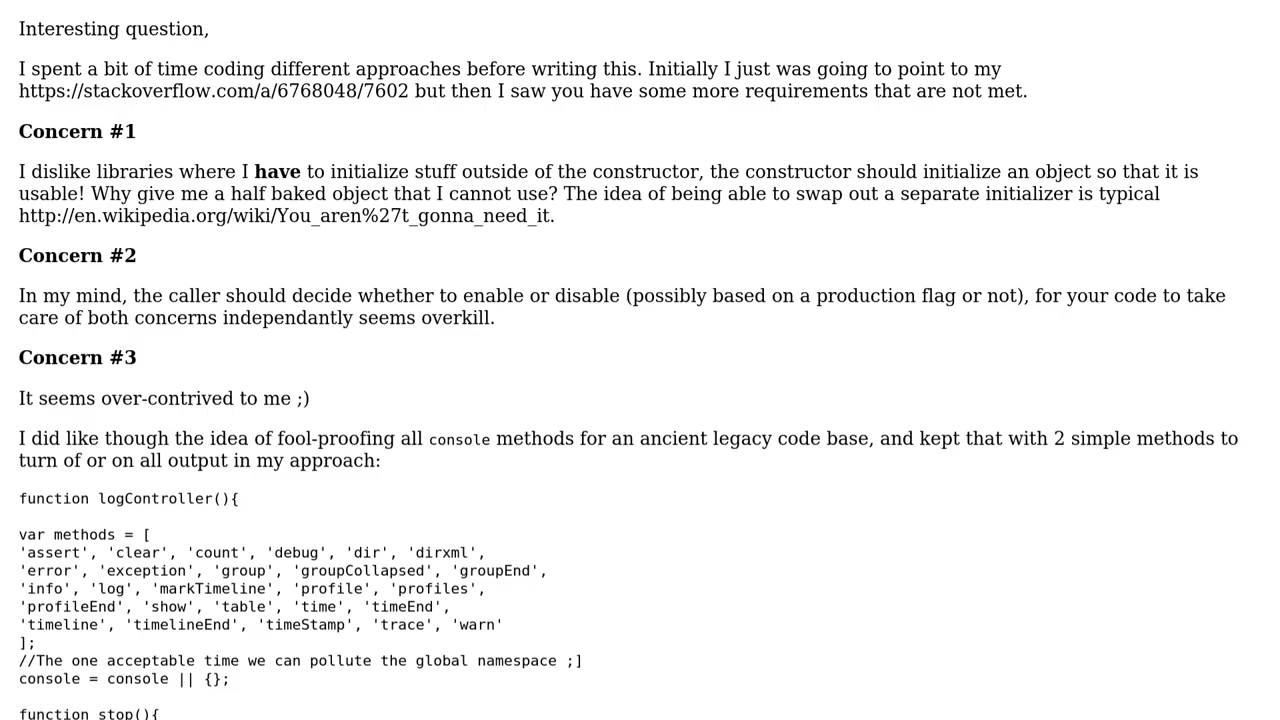 Interesting question,
I spent a bit of time coding different approaches before writing this. Initially I just was going to point to my
https://stackoverflow.com/a/6768048/7602 but then I saw you have some more requirements that are not met.
Concern #1
I dislike libraries where I have to initialize stuff outside of the constructor, the constructor should initialize an object so that it is
usable! Why give me a half baked object that I cannot use? The idea of being able to swap out a separate initializer is typical
http://en.wikipedia.org/wiki/You_aren%27t_gonna_need_it.
Concern #2
In my mind, the caller should decide whether to enable or disable (possibly based on a production flag or not), for your code to take
care of both concerns independantly seems overkill.
Concern #3
It seems over-contrived to me ;)
I did like though the idea of fool-proofing all console methods for an ancient legacy code base, and kept that with 2 simple methods to
turn of or on all output in my approach:
function logController(){
var methods = [
'assert', 'clear', 'count', 'debug', 'dir', 'dirxml',
'error', 'exception', 'group', 'groupCollapsed', 'groupEnd',
'info', 'log', 'markTimeline', 'profile', 'profiles',
'profileEnd', 'show', 'table', 'time', 'timeEnd',
'timeline', 'timelineEnd', 'timeStamp', 'trace', 'warn'
];
//The one acceptable time we can pollute the global namespace ;]
console = console || {};
function stop(){